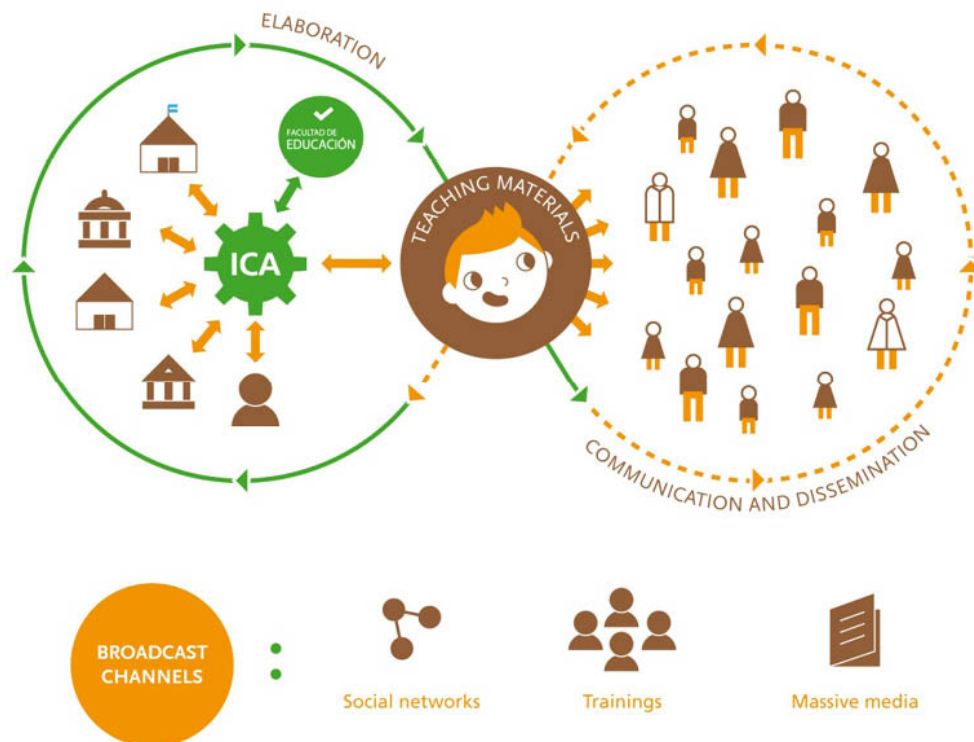 ELABORATION
FACULTAD DE
EDUCACIÓN
ICA
TEACHING MATERIALS
COMMUNICATION AND DISSEMINATION
BROADCAST
CHANNELS
:
Social networks
Trainings
Massive media